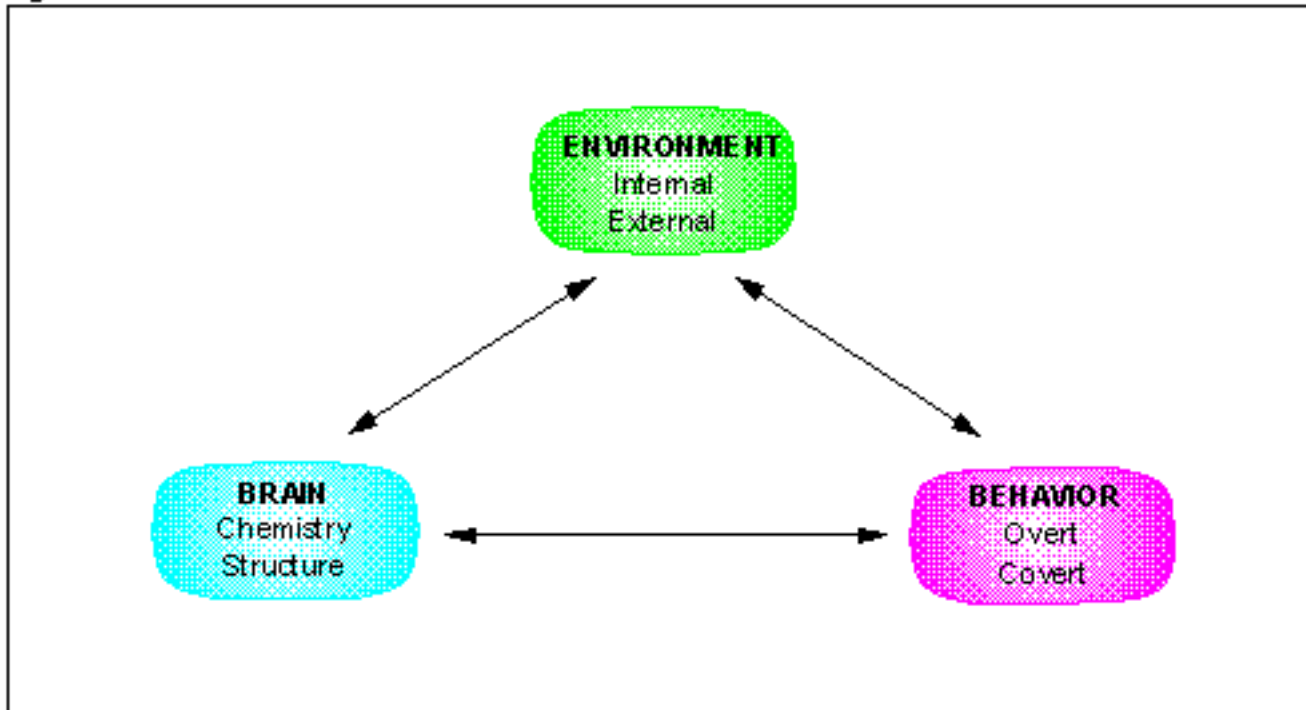 ENVIRONMENT
Internal
External
BRAIN
Chemistry
Structure
BEHAVIOR
Overt
Covert